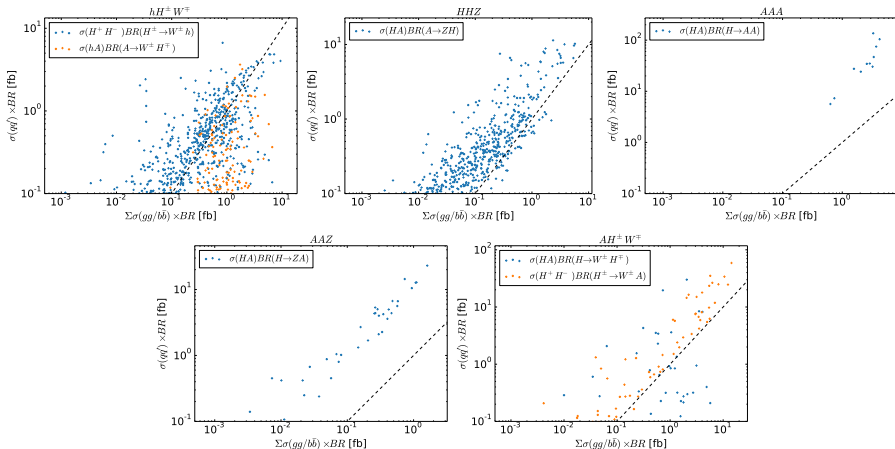 hH^± W^∓
σ(H^+ H^-)BR(H^±→W^± h)
σ(hA)BR(A→W^± H^∓)
σ(qq̄′)×BR [fb]
10^1
10^0
10^-1
10^-3 10^-2 10^-1 10^0 10^1
Σσ(gg/bb̄)×BR [fb]
HHZ
σ(HA)BR(A→ZH)
σ(qq̄′)×BR [fb]
10^1
10^0
10^-1
10^-3 10^-2 10^-1 10^0 10^1
Σσ(gg/bb̄)×BR [fb]
AAA
σ(HA)BR(H→AA)
σ(qq̄′)×BR [fb]
10^2
10^1
10^0
10^-1
10^-3 10^-2 10^-1 10^0
Σσ(gg/bb̄)×BR [fb]
AAZ
σ(HA)BR(H→ZA)
σ(qq̄′)×BR [fb]
10^1
10^0
10^-1
10^-3 10^-2 10^-1 10^0
Σσ(gg/bb̄)×BR [fb]
AH^± W^∓
σ(HA)BR(H→W^± H^∓)
σ(H^+ H^-)BR(H^±→W^± A)
σ(qq̄′)×BR [fb]
10^2
10^1
10^0
10^-1
10^-3 10^-2 10^-1 10^0 10^1
Σσ(gg/bb̄)×BR [fb]